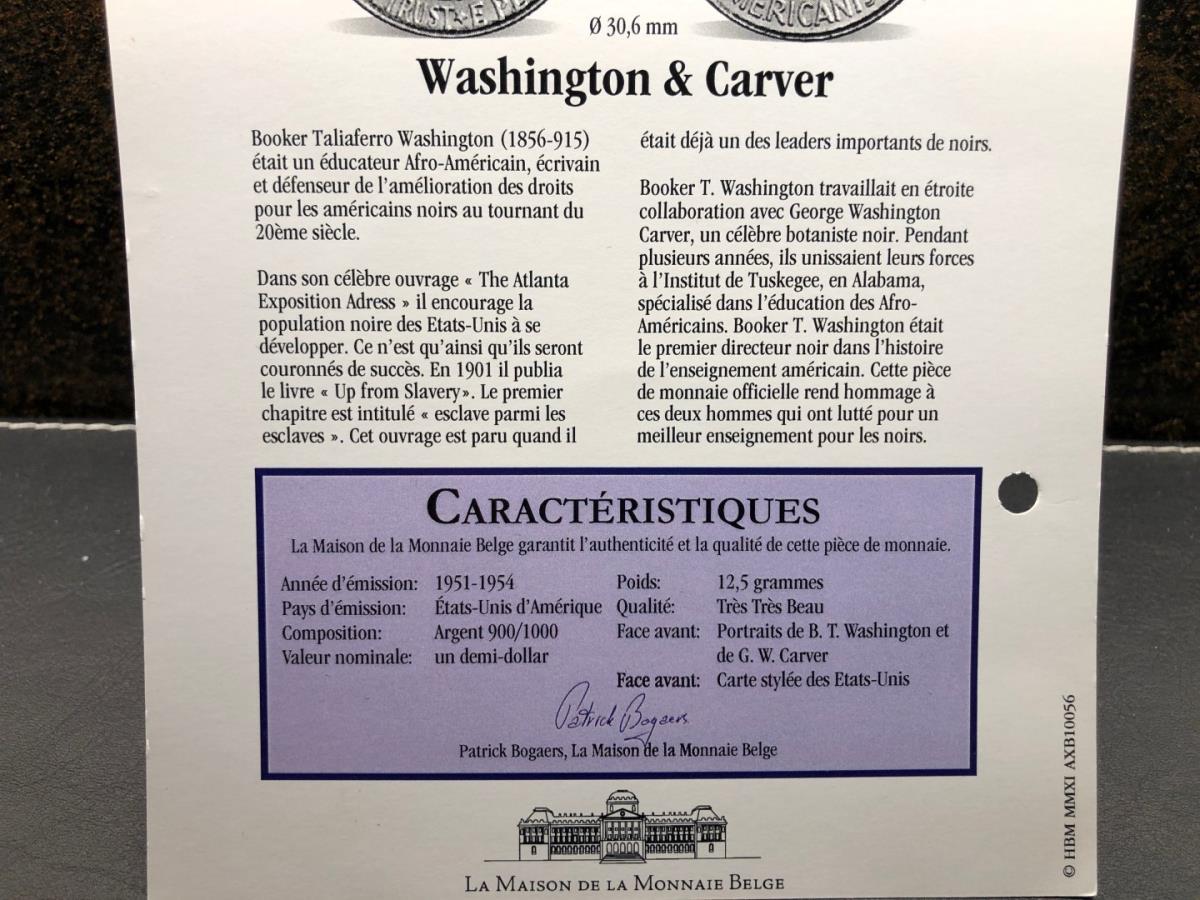 TRUST
ERICANIS
Ø 30,6 mm
Washington & Carver
Booker Taliaferro Washington (1856-915)
était un éducateur Afro-Américain, écrivain
et défenseur de l'amélioration des droits
pour les américains noirs au tournant du
20ème siècle.
Dans son célèbre ouvrage « The Atlanta
Exposition Adress » il encourage la
population noire des Etats-Unis à se
développer. Ce n'est qu'ainsi qu'ils seront
couronnés de succès. En 1901 il publia
le livre « Up from Slavery». Le premier
chapitre est intitulé « esclave parmi les
esclaves ». Cet ouvrage est paru quand il
était déjà un des leaders importants de noirs.
Booker T. Washington travaillait en étroite
collaboration avec George Washington
Carver, un célèbre botaniste noir. Pendant
plusieurs années, ils unissaient leurs forces
à l'Institut de Tuskegee, en Alabama,
spécialisé dans l'éducation des Afro-
Américains. Booker T. Washington était
le premier directeur noir dans l'histoire
de l'enseignement américain. Cette pièce
de monnaie officielle rend hommage à
ces deux hommes qui ont lutté pour un
meilleur enseignement pour les noirs.
CARACTÉRISTIQUES
La Maison de la Monnaie Belge garantit l'authenticité et la qualité de cette pièce de monnaie.
Année d'émission: 1951-1954
Pays d'émission: États-Unis d'Amérique
Composition: Argent 900/1000
Valeur nominale: un demi-dollar
Poids: 12,5 grammes
Qualité: Très Très Beau
Face avant: Portraits de B. T. Washington et
de G. W. Carver
Face avant: Carte stylée des Etats-Unis
Patrick Bogaers
Patrick Bogaers, La Maison de la Monnaie Belge
LA MAISON DE LA MONNAIE BELGE
© HBM MMXI AXB10056